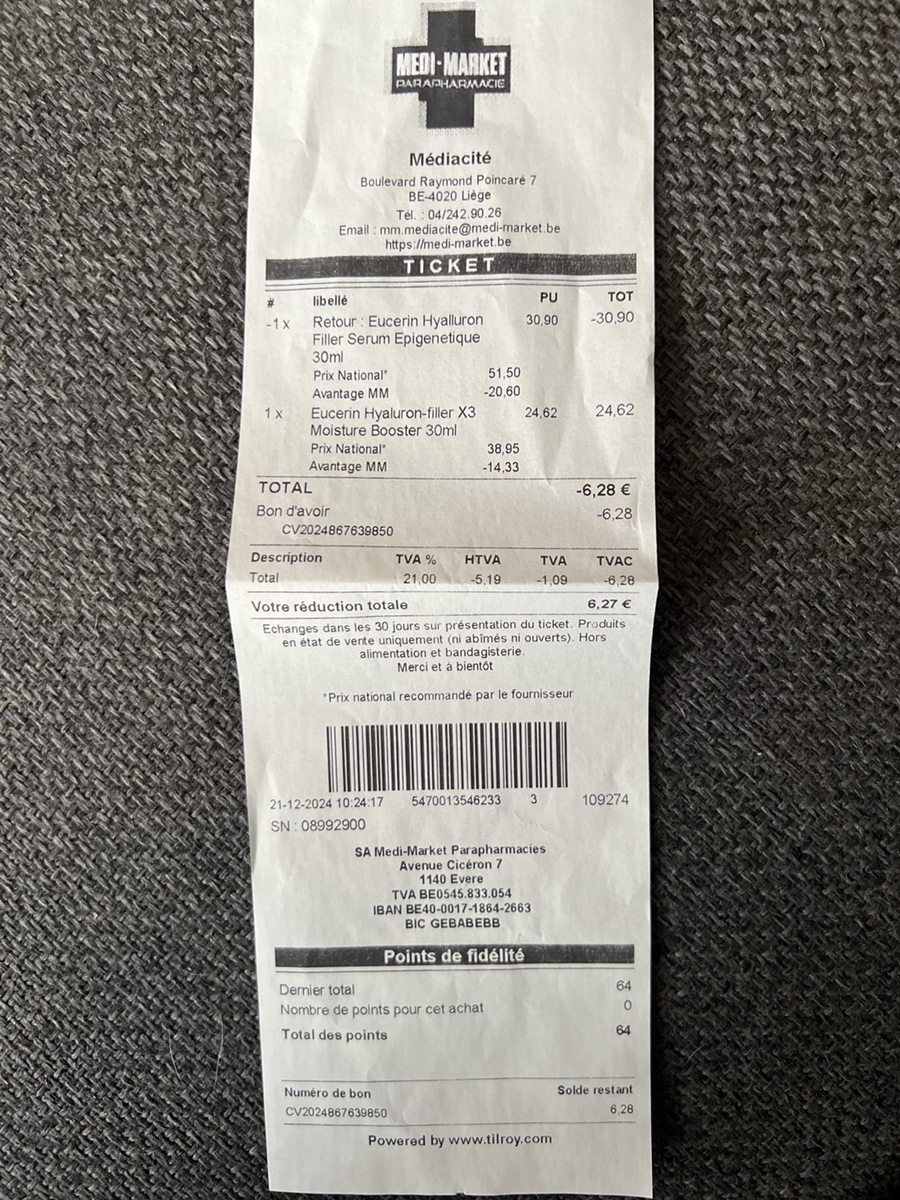 MEDI-MARKET
PARAPHARMACIE
Médiacité
Boulevard Raymond Poincaré 7
BE-4020 Liège
Tél. : 04/242.90.26
Email : mm.mediacite@medi-market.be
https://medi-market.be
TICKET
# libellé PU TOT
-1 x Retour : Eucerin Hyalluron 30,90 -30,90
Filler Serum Epigenetique
30ml
Prix National* 51,50
Avantage MM -20,60
1 x Eucerin Hyaluron-filler X3 24,62 24,62
Moisture Booster 30ml
Prix National* 38,95
Avantage MM -14,33
TOTAL -6,28 €
Bon d'avoir -6,28
CV2024867639850
Description TVA % HTVA TVA TVAC
Total 21,00 -5,19 -1,09 -6,28
Votre réduction totale 6,27 €
Echanges dans les 30 jours sur présentation du ticket. Produits
en état de vente uniquement (ni abîmés ni ouverts). Hors
alimentation et bandagisterie.
Merci et à bientôt
*Prix national recommandé par le fournisseur
21-12-2024 10:24:17 5470013546233 3 109274
SN : 08992900
SA Medi-Market Parapharmacies
Avenue Cicéron 7
1140 Evere
TVA BE0545.833.054
IBAN BE40-0017-1864-2663
BIC GEBABEBB
Points de fidélité
Dernier total 64
Nombre de points pour cet achat 0
Total des points 64
Numéro de bon Solde restant
CV2024867639850 6,28
Powered by www.tilroy.com